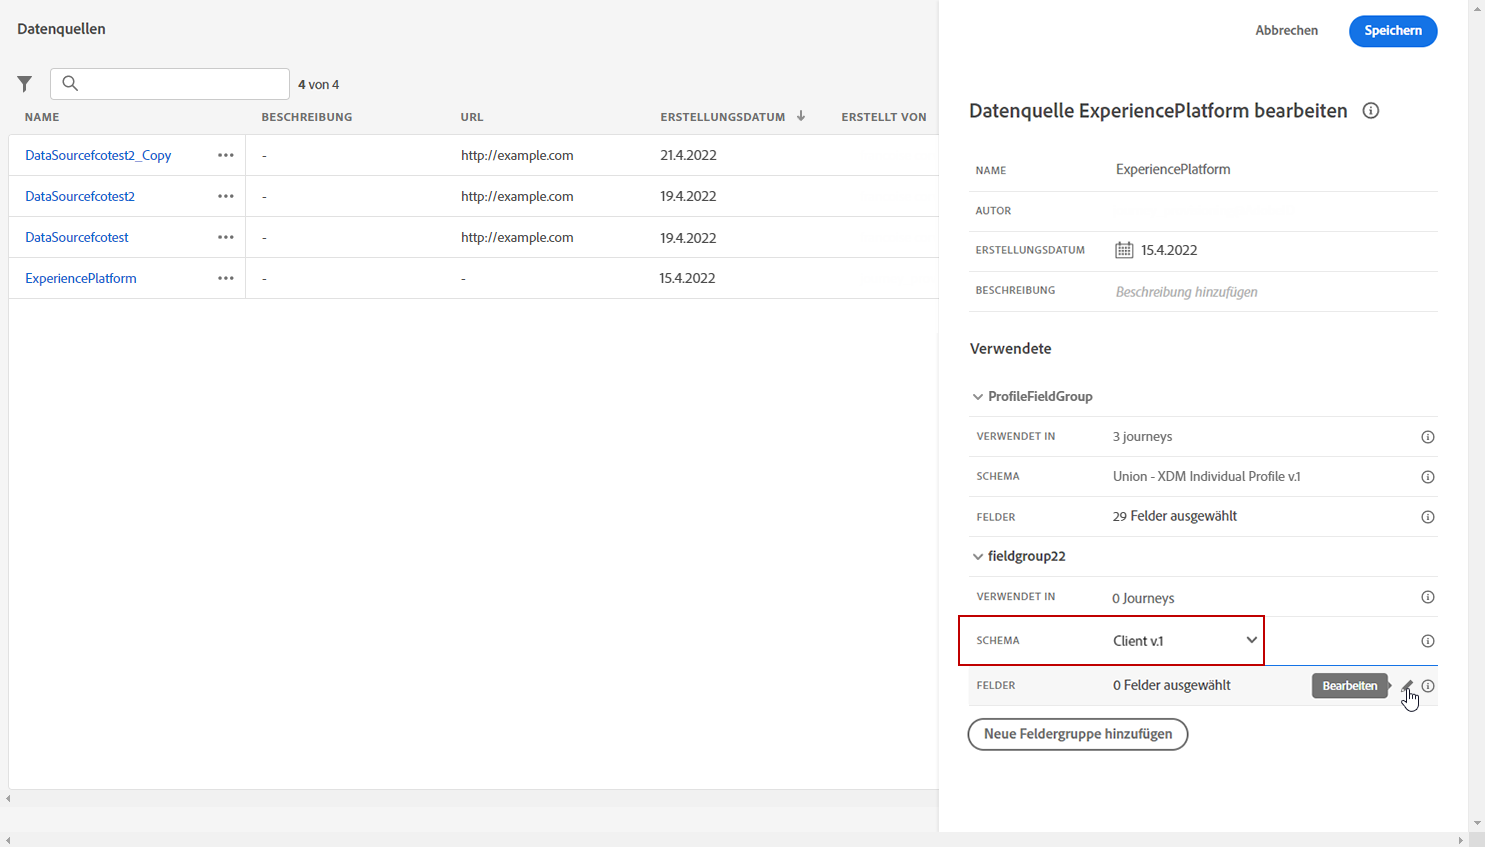 Datenquellen
4 von 4
NAME BESCHREIBUNG URL ERSTELLUNGSDATUM ERSTELLT VON
DataSourcefcotest2_Copy - http://example.com 21.4.2022
DataSourcefcotest2 - http://example.com 19.4.2022
DataSourcefcotest - http://example.com 19.4.2022
ExperiencePlatform - - 15.4.2022
Abbrechen Speichern
Datenquelle ExperiencePlatform bearbeiten
NAME ExperiencePlatform
AUTOR
ERSTELLUNGSDATUM 15.4.2022
BESCHREIBUNG Beschreibung hinzufügen
Verwendete
ProfileFieldGroup
VERWENDET IN 3 journeys
SCHEMA Union - XDM Individual Profile v.1
FELDER 29 Felder ausgewählt
fieldgroup22
VERWENDET IN 0 Journeys
SCHEMA Client v.1
FELDER 0 Felder ausgewählt Bearbeiten
Neue Feldergruppe hinzufügen